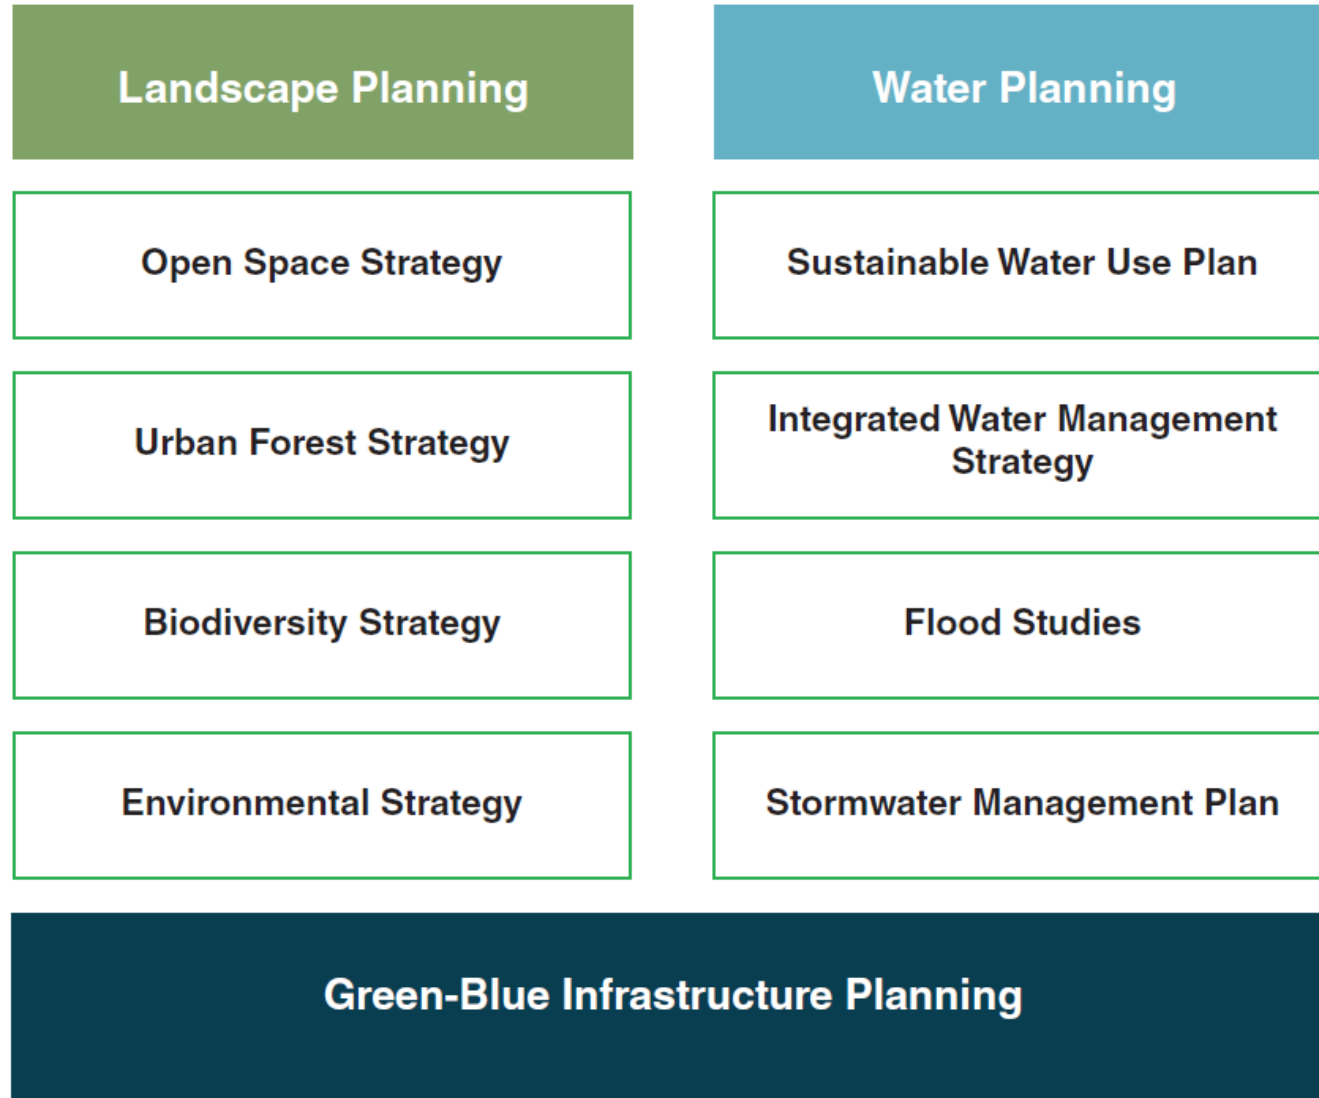 Landscape Planning
Water Planning
Open Space Strategy
Sustainable Water Use Plan
Urban Forest Strategy
Integrated Water Management
Strategy
Biodiversity Strategy
Flood Studies
Environmental Strategy
Stormwater Management Plan
Green-Blue Infrastructure Planning